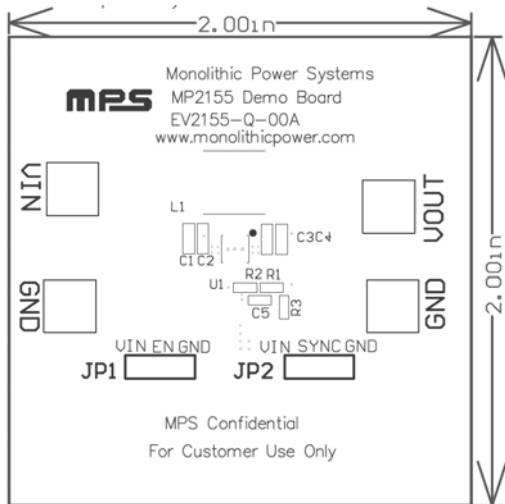 2.00in
Monolithic Power Systems
MPS
MP2155 Demo Board
EV2155-Q-00A
www.monolithicpower.com
VIN
VOUT
L1
C1 C2
C3C4
U1
R2 R1
C5
R3
GND
GND
2.00in
VIN EN GND
VIN SYNC GND
JP1
JP2
MPS Confidential
For Customer Use Only